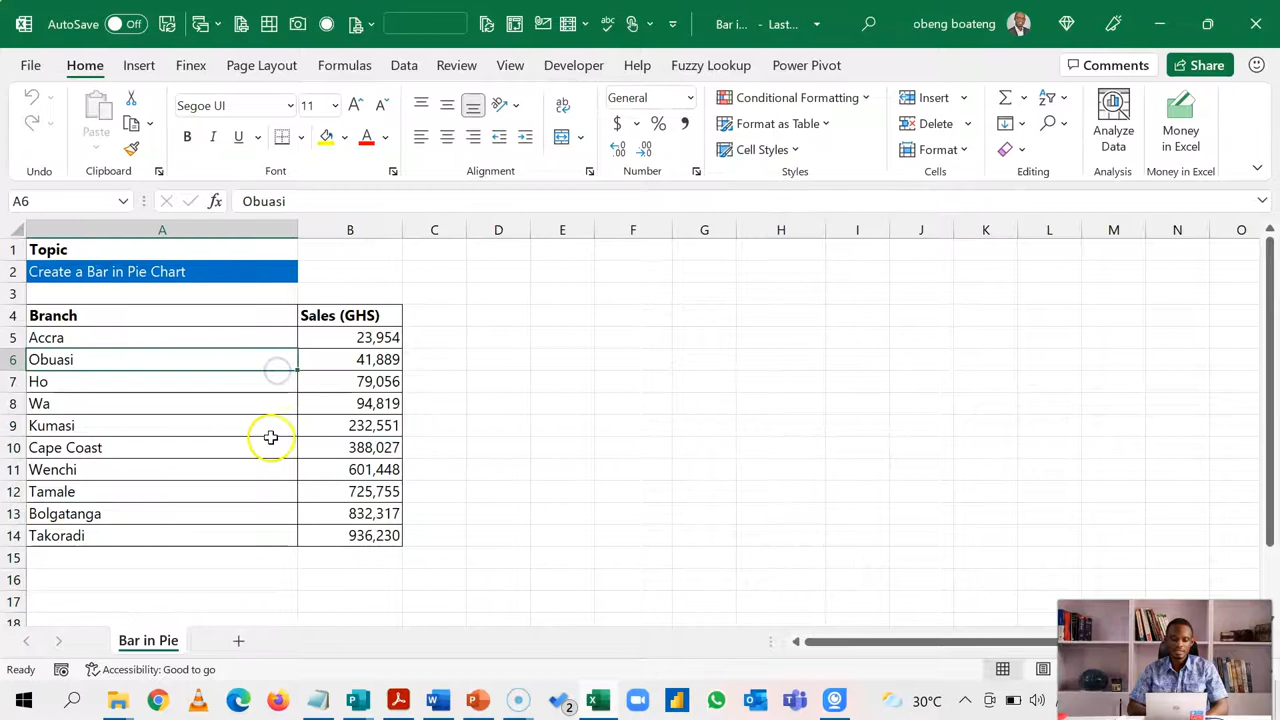 AutoSave Off
Bar i... - Last...
obeng boateng
File Home Insert Finex Page Layout Formulas Data Review View Developer Help Fuzzy Lookup Power Pivot
Comments Share
Paste
Segoe UI 11
General
Conditional Formatting
Format as Table
Cell Styles
Insert
Delete
Format
Analyze
Data
Money
in Excel
Undo Clipboard Font Alignment Number Styles Cells Editing Analysis Money in Excel
A6 fx Obuasi
A B C D E F G H I J K L M N O
1 Topic
2 Create a Bar in Pie Chart
3
4 Branch Sales (GHS)
5 Accra 23,954
6 Obuasi 41,889
7 Ho 79,056
8 Wa 94,819
9 Kumasi 232,551
10 Cape Coast 388,027
11 Wenchi 601,448
12 Tamale 725,755
13 Bolgatanga 832,317
14 Takoradi 936,230
15
16
17
18
Bar in Pie
Ready Accessibility: Good to go
2 30°C